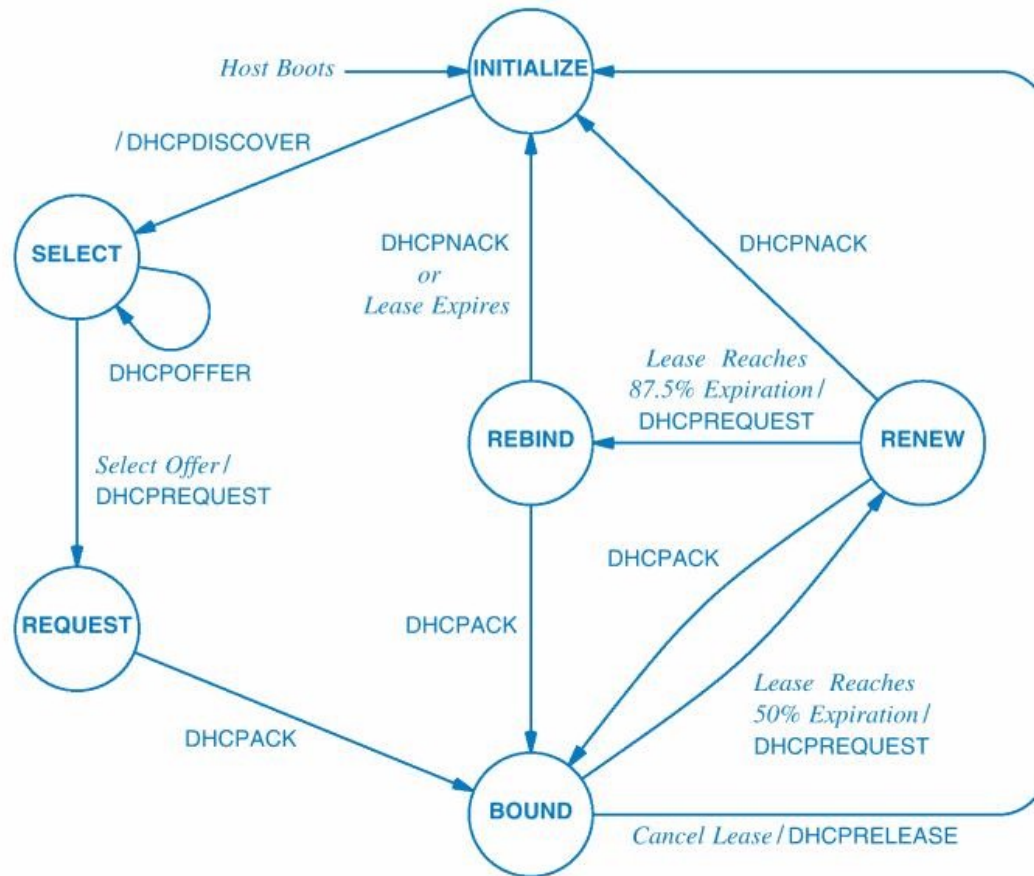 Host Boots
INITIALIZE
/ DHCPDISCOVER
SELECT
DHCPOFFER
DHCPNACK
or
Lease Expires
DHCPNACK
Lease Reaches
87.5% Expiration /
DHCPREQUEST
REBIND
RENEW
Select Offer /
DHCPREQUEST
REQUEST
DHCPACK
DHCPACK
DHCPACK
Lease Reaches
50% Expiration /
DHCPREQUEST
BOUND
Cancel Lease / DHCPRELEASE